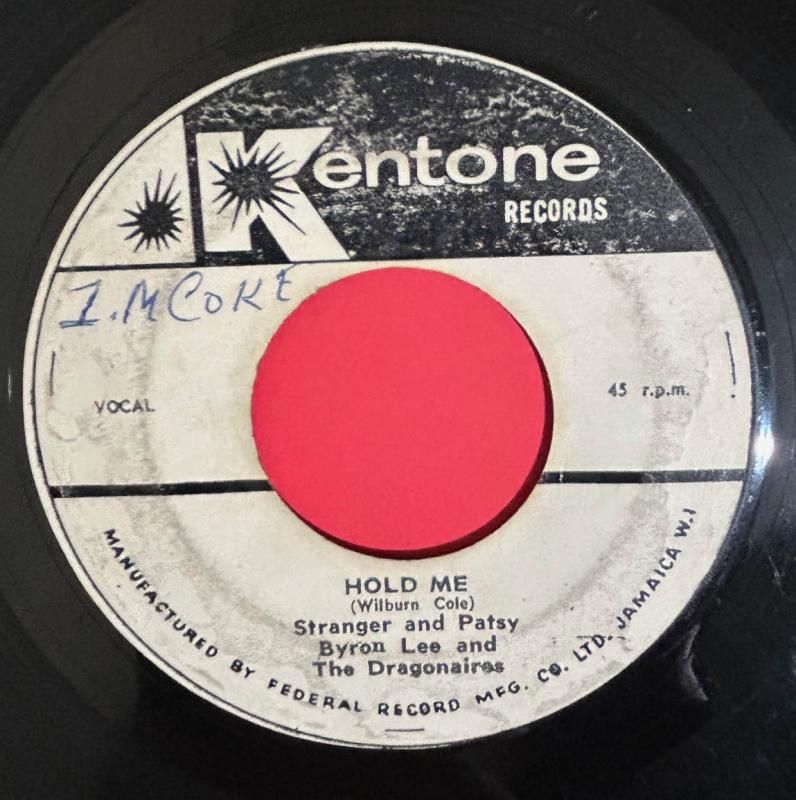 Kentone
RECORDS
I. M COKE
VOCAL
45 r.p.m.
HOLD ME
(Wilburn Cole)
Stranger and Patsy
Byron Lee and
The Dragonaires
MANUFACTURED BY FEDERAL RECORD MFG. CO. LTD. JAMAICA W.I